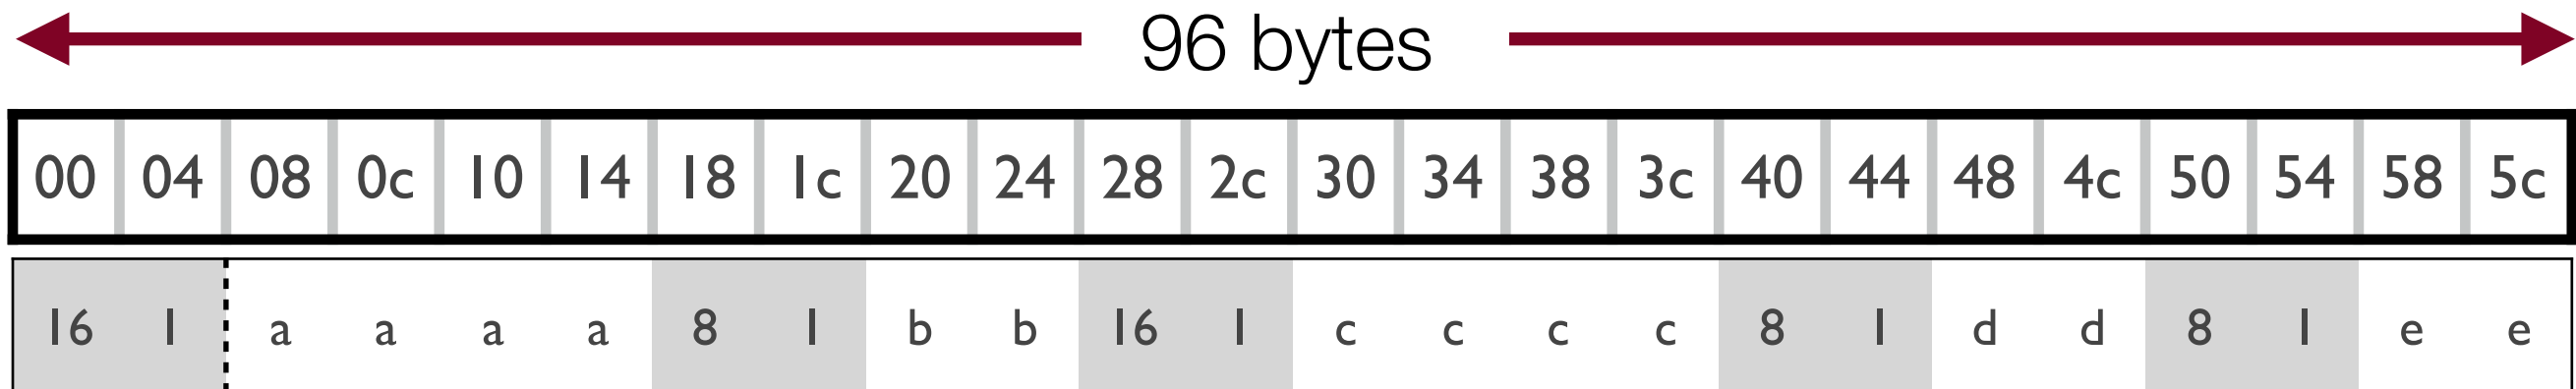 96 bytes
00 04 08 0c 10 14 18 1c 20 24 28 2c 30 34 38 3c 40 44 48 4c 50 54 58 5c
16 1 a a a a 8 1 b b 16 1 c c c c 8 1 d d 8 1 e e